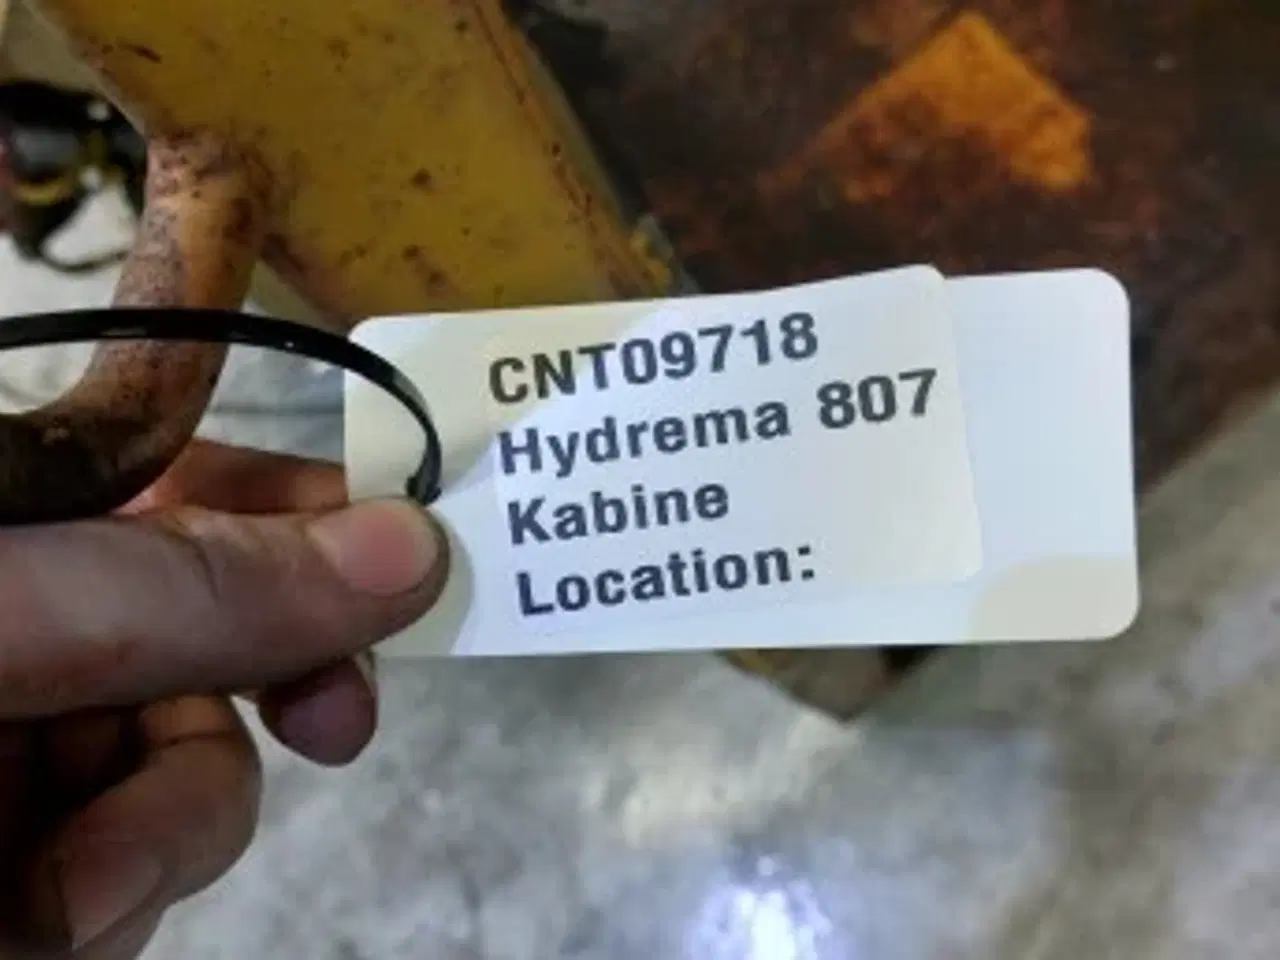 CNT09718
Hydrema 807
Kabine
Location: